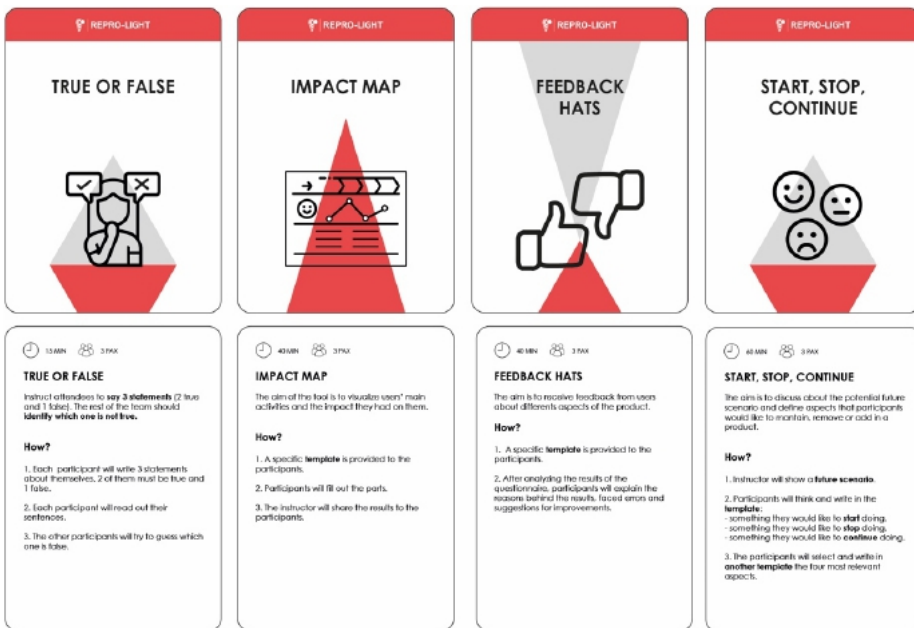 REPRO-LIGHT
TRUE OR FALSE
REPRO-LIGHT
IMPACT MAP
REPRO-LIGHT
FEEDBACK
HATS
REPRO-LIGHT
START, STOP,
CONTINUE
15 MIN 3 PAX
TRUE OR FALSE
Instruct attendees to say 3 statements (2 true
and 1 false). The rest of the team should
identify which one is not true.
How?
1. Each participant will write 3 statements
about themselves, 2 of them must be true and
1 false.
2. Each participant will read out their
sentences.
3. The other participants will try to guess which
one is false.
40 MIN 3 PAX
IMPACT MAP
The aim of the tool is to visualize users' main
activities and the impact they had on them.
How?
1. A specific template is provided to the
participants.
2. Participants will fill out the parts.
3. The instructor will share the results to the
participants.
40 MIN 3 PAX
FEEDBACK HATS
The aim is to receive feedback from users
about differents aspects of the product.
How?
1. A specific template is provided to the
participants.
2. After analysing the results of the
questionnaire, participants will explain the
reasons behind the results, faced errors and
suggestions for improvements.
60 MIN 3 PAX
START, STOP, CONTINUE
The aim is to discuss about the potential future
scenario and define aspects that participants
would like to mantain, remove or add in a
product.
How?
1. Instructor will show a future scenario.
2. Participants will think and write in the
template:
- something they would like to start doing.
- something they would like to stop doing.
- something they would like to continue doing.
3. The participants will select and write in
another template the four most relevant
aspects.